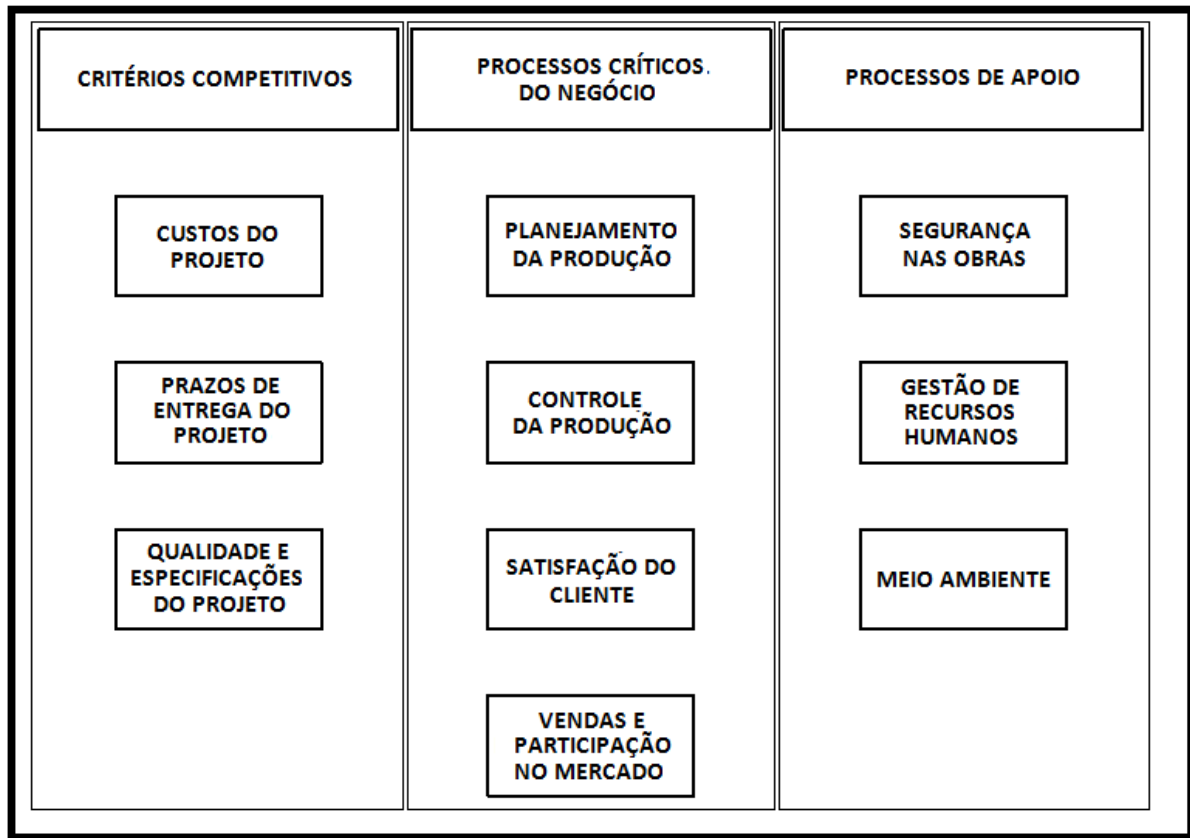 CRITÉRIOS COMPETITIVOS
CUSTOS DO
PROJETO
PRAZOS DE
ENTREGA DO
PROJETO
QUALIDADE E
ESPECIFICAÇÕES
DO PROJETO
PROCESSOS CRÍTICOS.
DO NEGÓCIO
PLANEJAMENTO
DA PRODUÇÃO
CONTROLE
DA PRODUÇÃO
SATISFAÇÃO DO
CLIENTE
VENDAS E
PARTICIPAÇÃO
NO MERCADO
PROCESSOS DE APOIO
SEGURANÇA
NAS OBRAS
GESTÃO DE
RECURSOS
HUMANOS
MEIO AMBIENTE